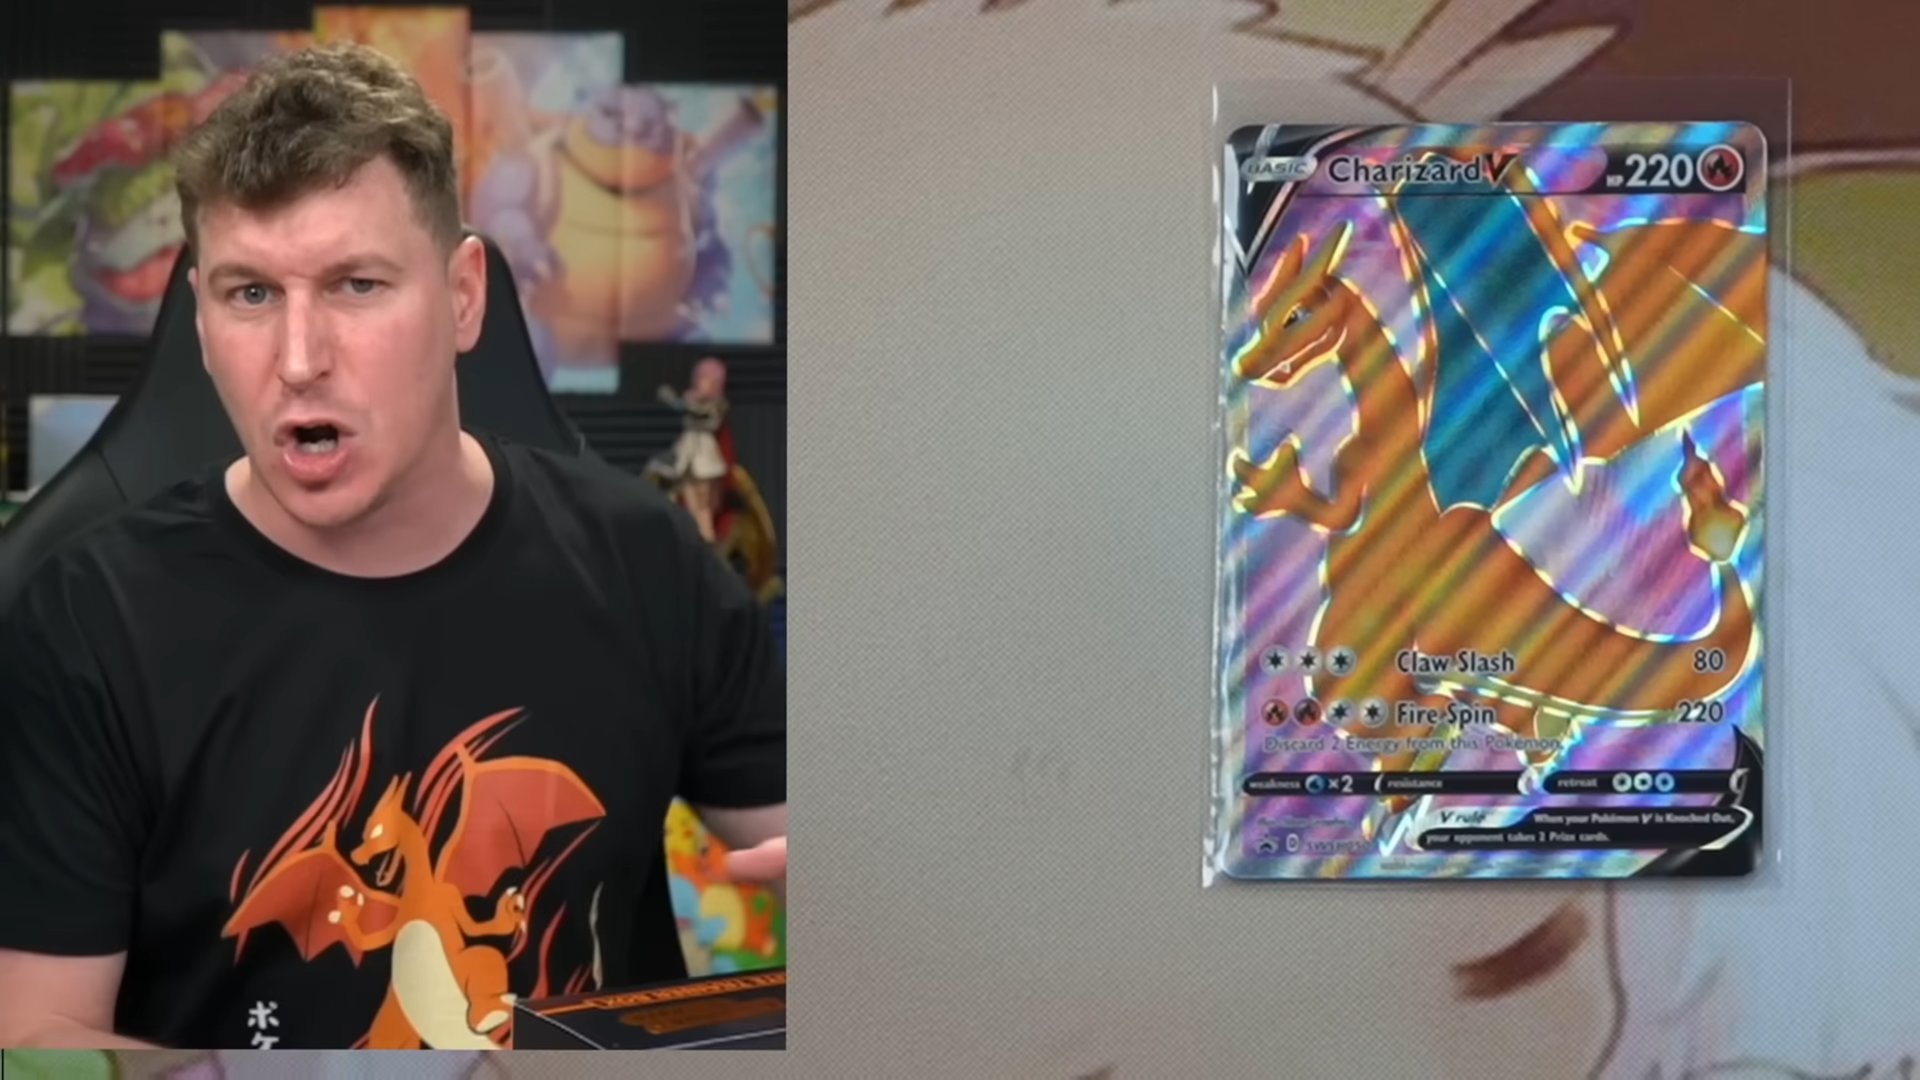 BASIC Charizard V HP 220
Claw Slash 80
Fire Spin 220
Discard 2 Energy from this Pokémon.
weakness ×2 resistance retreat
V rule When your Pokémon V is Knocked Out,
your opponent takes 2 Prize cards.
ポケ